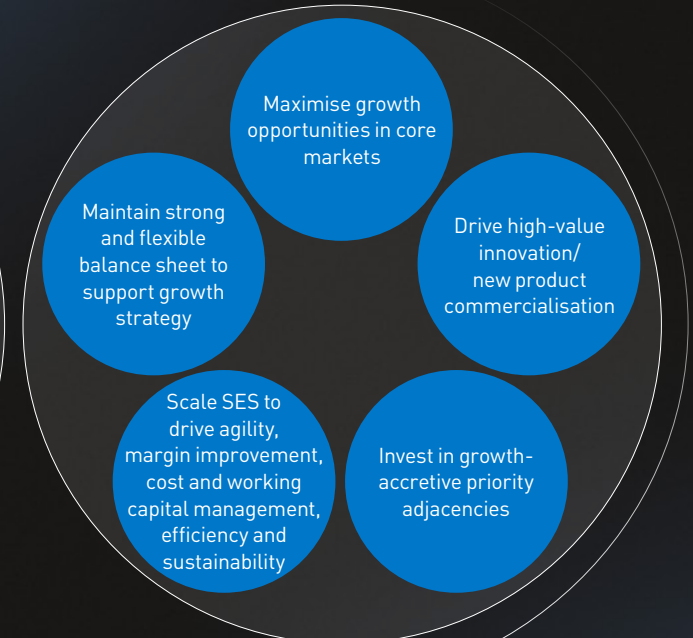 Maximise growth
opportunities in core
markets
Drive high-value
innovation/
new product
commercialisation
Invest in growth-
accretive priority
adjacencies
Scale SES to
drive agility,
margin improvement,
cost and working
capital management,
efficiency and
sustainability
Maintain strong
and flexible
balance sheet to
support growth
strategy